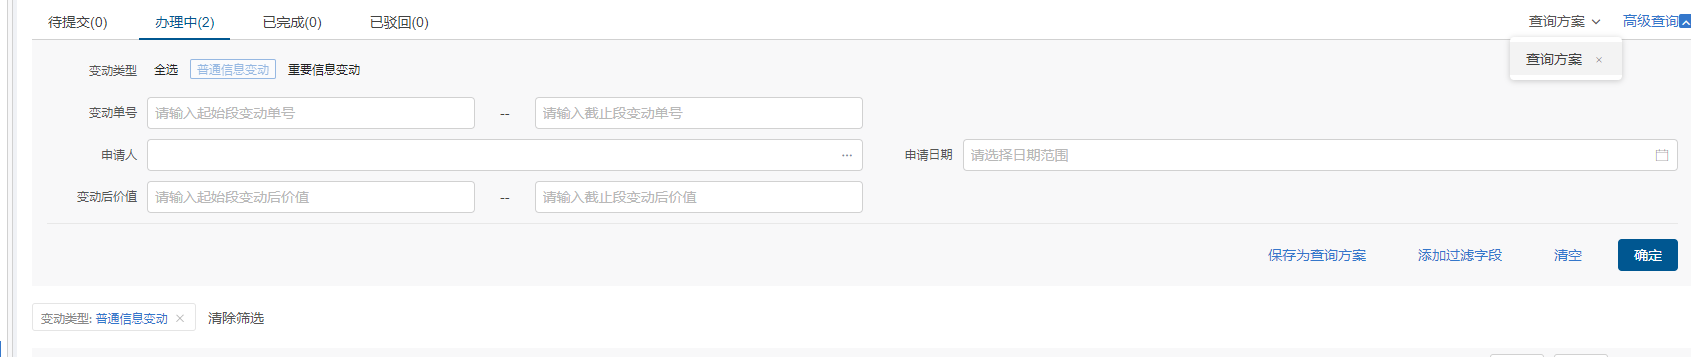 待提交(0) 办理中(2) 已完成(0) 已驳回(0) 查询方案 高级查询
查询方案 ×
变动类型 全选 普通信息变动 重要信息变动
变动单号 请输入起始段变动单号 -- 请输入截止段变动单号
申请人 ··· 申请日期 请选择日期范围
变动后价值 请输入起始段变动后价值 -- 请输入截止段变动后价值
保存为查询方案 添加过滤字段 清空 确定
变动类型: 普通信息变动 × 清除筛选